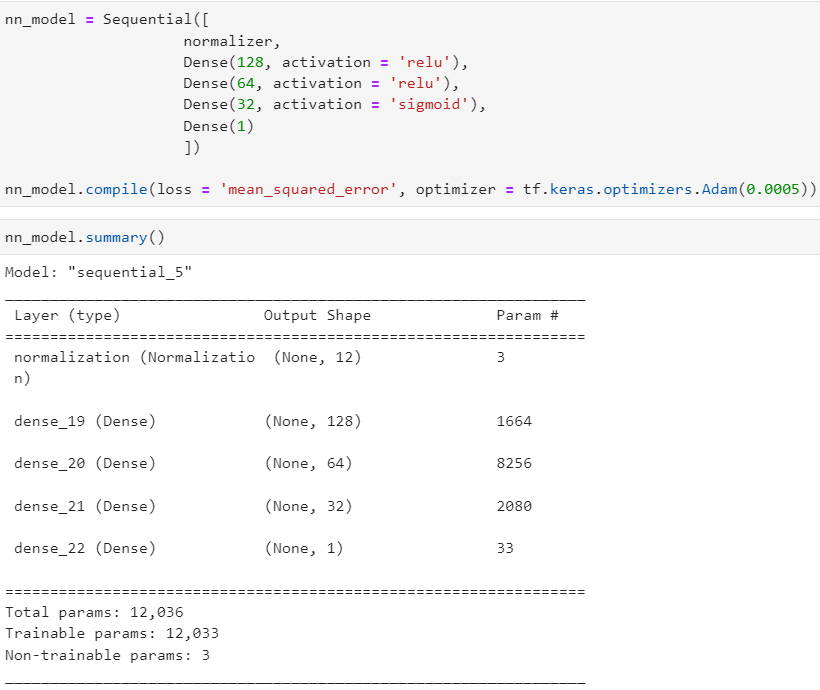 nn_model = Sequential([
normalizer,
Dense(128, activation = 'relu'),
Dense(64, activation = 'relu'),
Dense(32, activation = 'sigmoid'),
Dense(1)
])
nn_model.compile(loss = 'mean_squared_error', optimizer = tf.keras.optimizers.Adam(0.0005))
nn_model.summary()
Model: "sequential_5"
_________________________________________________________________
Layer (type) Output Shape Param #
=================================================================
normalization (Normalizatio (None, 12) 3
n)
dense_19 (Dense) (None, 128) 1664
dense_20 (Dense) (None, 64) 8256
dense_21 (Dense) (None, 32) 2080
dense_22 (Dense) (None, 1) 33
=================================================================
Total params: 12,036
Trainable params: 12,033
Non-trainable params: 3
_________________________________________________________________